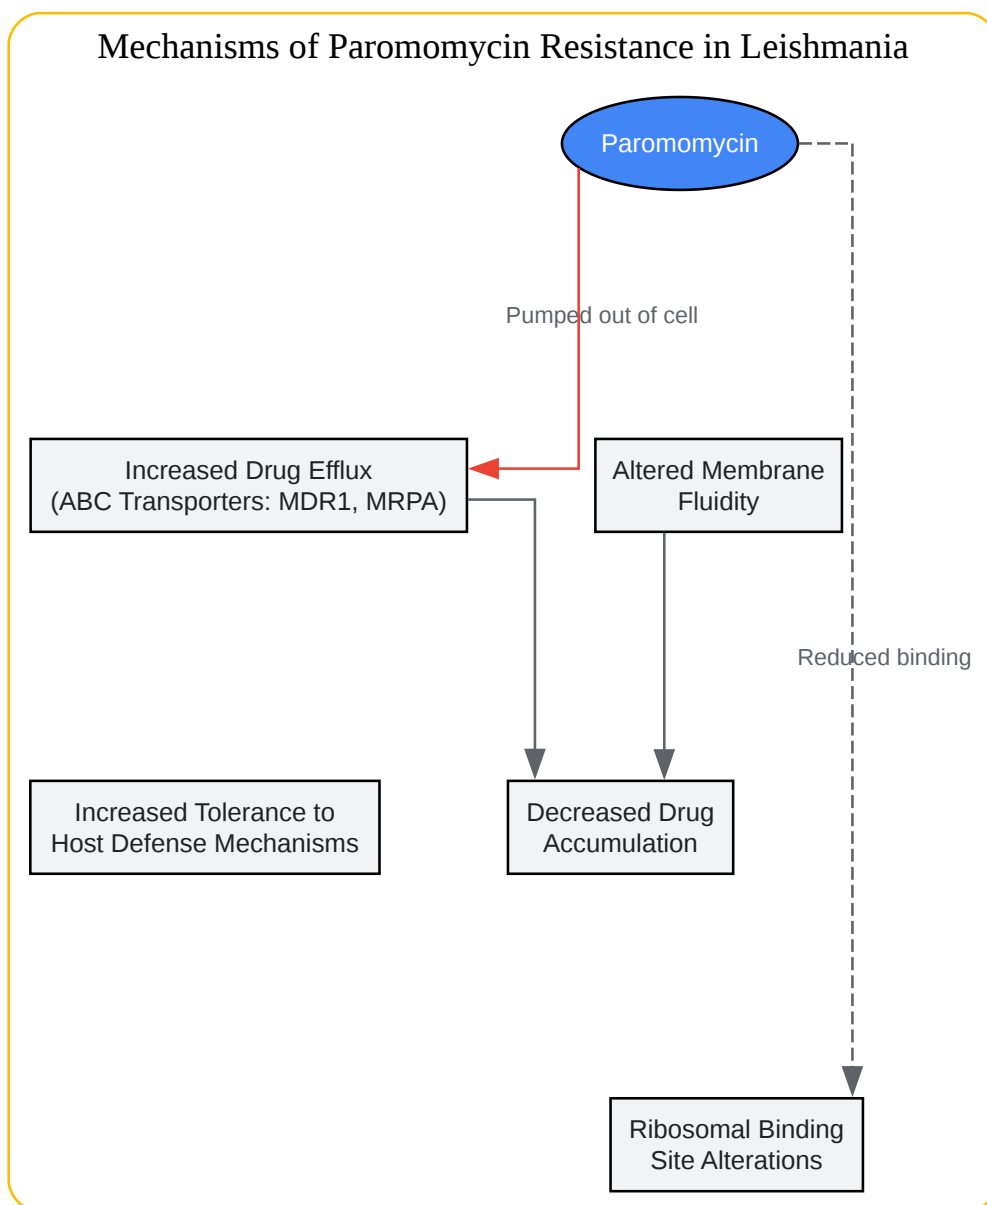 Mechanisms of Paromomycin Resistance in Leishmania
Paromomycin
Pumped out of cell
Increased Drug Efflux
(ABC Transporters: MDR1, MRPA)
Altered Membrane
Fluidity
Reduced binding
Increased Tolerance to
Host Defense Mechanisms
Decreased Drug
Accumulation
Ribosomal Binding
Site Alterations